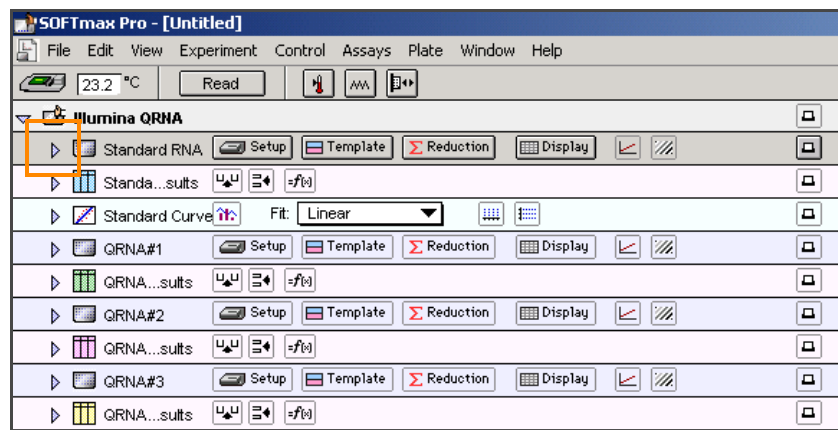 SOFTmax Pro - [Untitled]
File Edit View Experiment Control Assays Plate Window Help
23.2 °C Read
Illumina QRNA
Standard RNA Setup Template Σ Reduction Display
Standa...sults =f(x)
Standard Curve Fit: Linear
QRNA#1 Setup Template Σ Reduction Display
QRNA...sults =f(x)
QRNA#2 Setup Template Σ Reduction Display
QRNA...sults =f(x)
QRNA#3 Setup Template Σ Reduction Display
QRNA...sults =f(x)